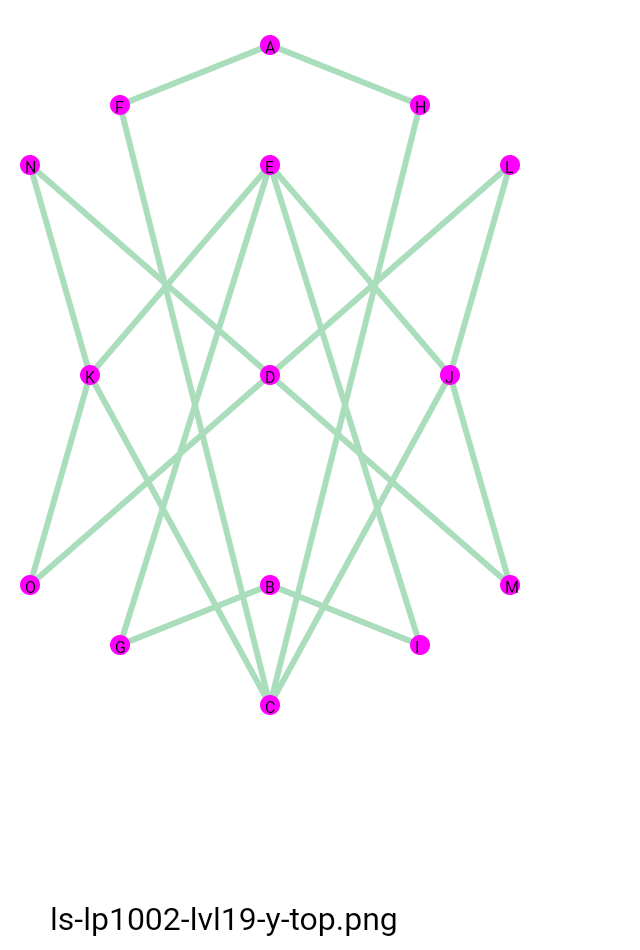 A
F H
N E L
K D J
O B M
G I
C
ls-lp1002-lvl19-y-top.png